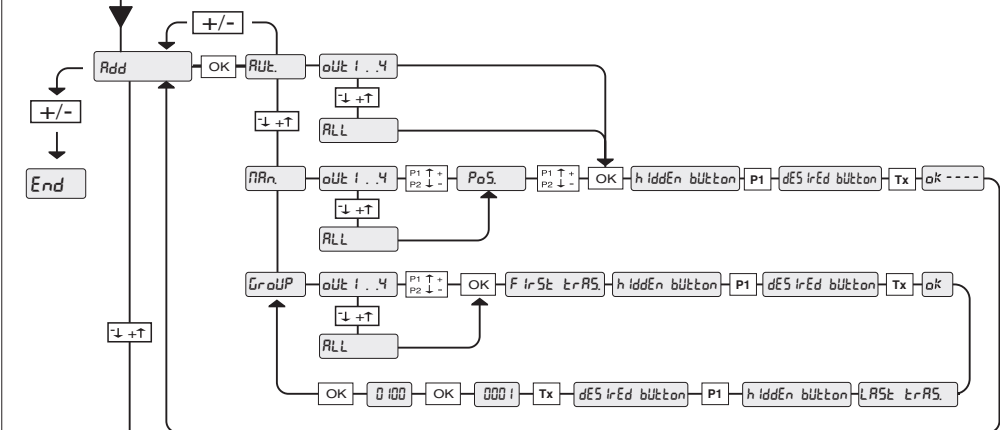 +/-
Add OK AUt. oUt 1..4
+/-
-↓ +↑
-↓ +↑
ALL
End
MAn. oUt 1..4 P1 ↑ + P2 ↓ - PoS. P1 ↑ + P2 ↓ - OK hiddEn bUtton P1 dESirEd bUtton Tx oK ----
-↓ +↑
ALL
GroUP oUt 1..4 P1 ↑ + P2 ↓ - OK FirSt trAS. hiddEn bUtton P1 dESirEd bUtton Tx oK
-↓ +↑
-↓ +↑
ALL
OK 0100 OK 0001 Tx dESirEd bUtton P1 hiddEn bUtton LASt trAS.